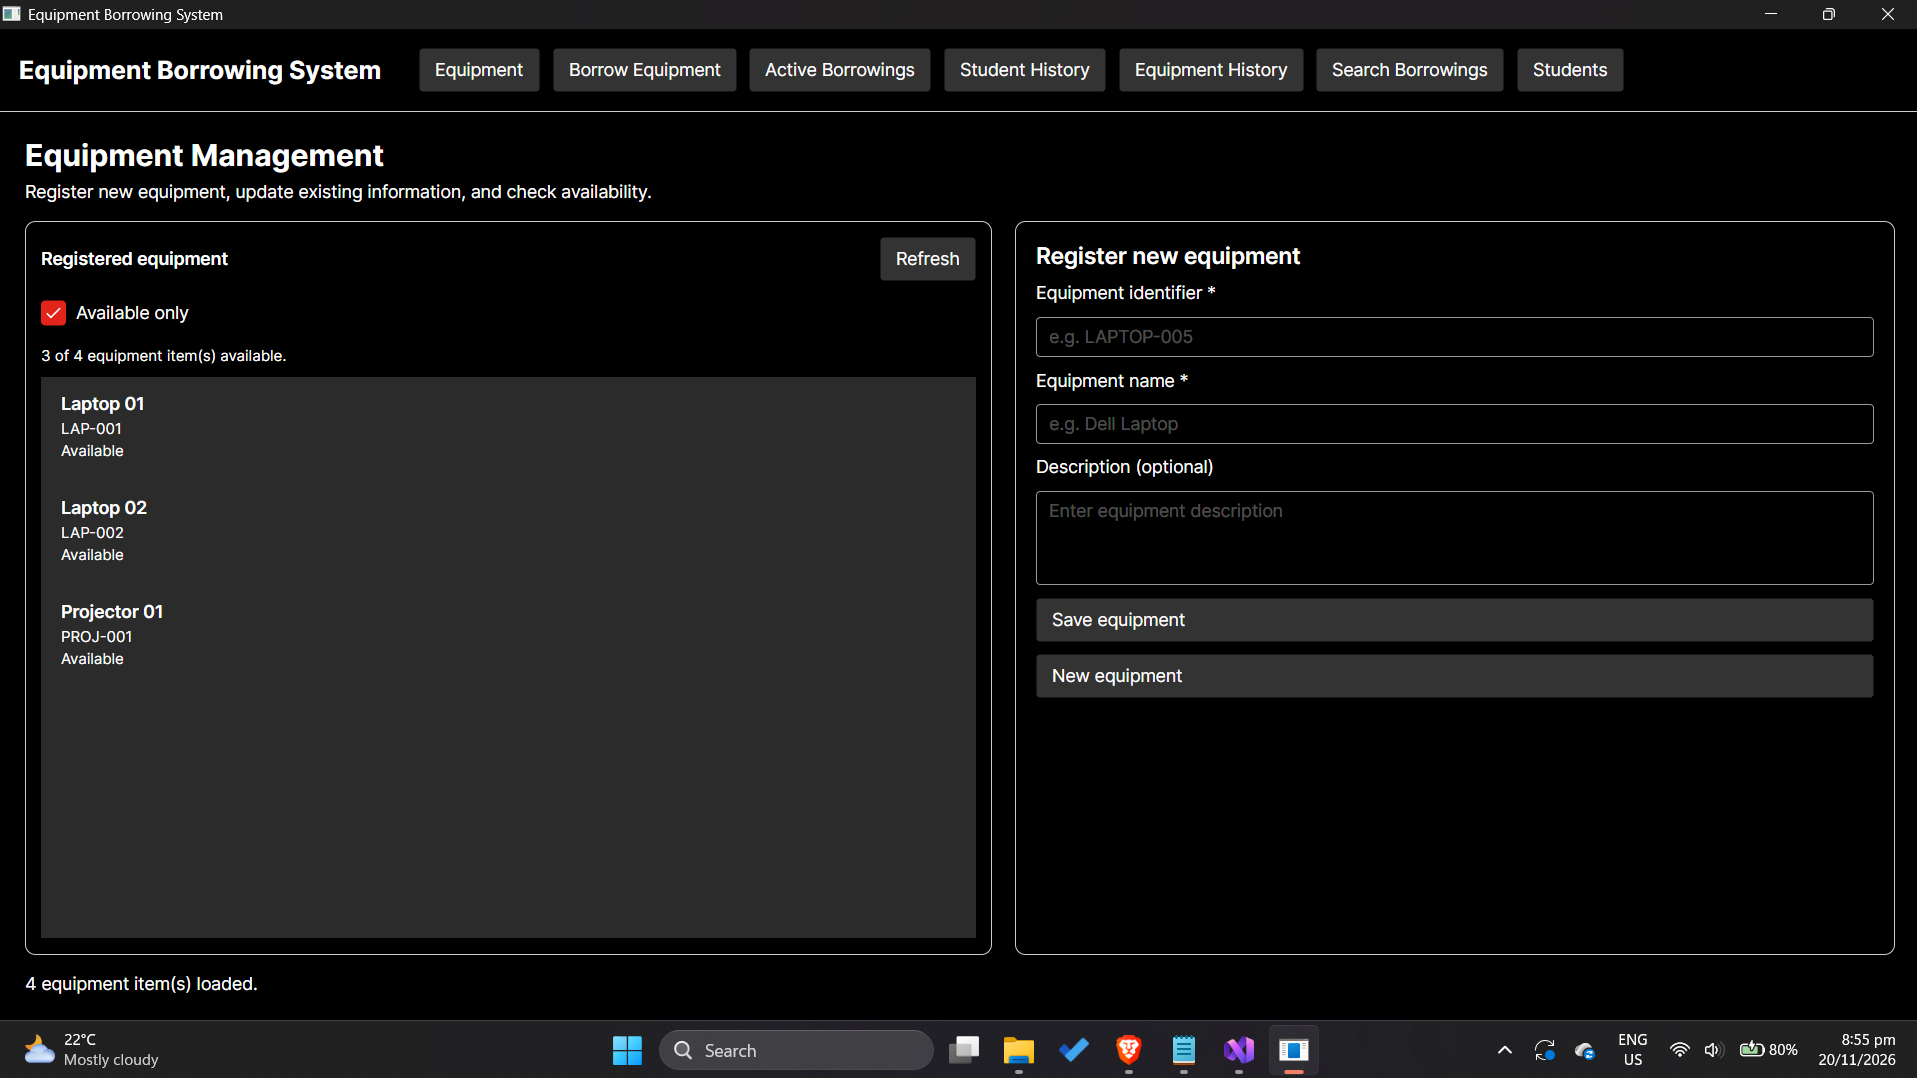 Equipment Borrowing System
Equipment Borrowing System
Equipment
Borrow Equipment
Active Borrowings
Student History
Equipment History
Search Borrowings
Students
Equipment Management
Register new equipment, update existing information, and check availability.
Registered equipment
Refresh
Available only
3 of 4 equipment item(s) available.
Laptop 01
LAP-001
Available
Laptop 02
LAP-002
Available
Projector 01
PROJ-001
Available
Register new equipment
Equipment identifier *
e.g. LAPTOP-005
Equipment name *
e.g. Dell Laptop
Description (optional)
Enter equipment description
Save equipment
New equipment
4 equipment item(s) loaded.
22°C
Mostly cloudy
Search
ENG
US
80%
8:55 pm
20/11/2026